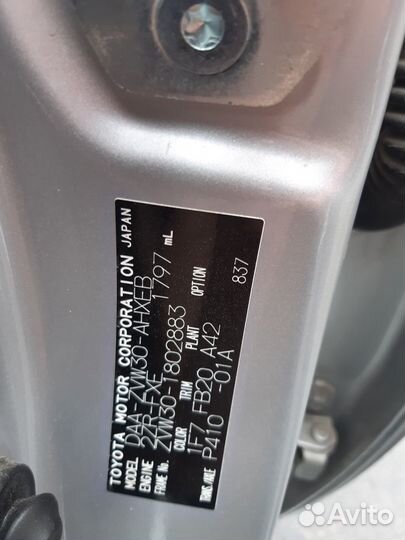 TOYOTA MOTOR CORPORATION JAPAN
MODEL DAA-ZVW30-AHXEB
ENGINE 2ZR-FXE 1797 mL
FRAME No. ZVW30-1802883
COLOR TRIM PLANT OPTION
1F7 FB20 A42 837
TRANS./AXLE P410 -01A
Avito